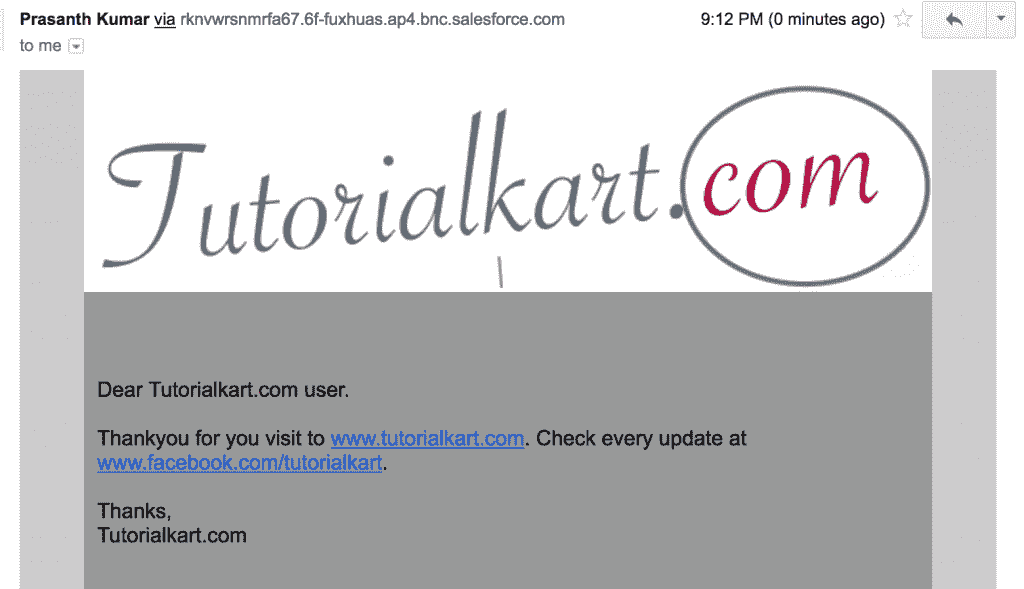 Prasanth Kumar via rknvwrsnmrfa67.6f-fuxhuas.ap4.bnc.salesforce.com 9:12 PM (0 minutes ago)
to me
Tutorialkart.com
Dear Tutorialkart.com user.
Thankyou for you visit to www.tutorialkart.com. Check every update at
www.facebook.com/tutorialkart.
Thanks,
Tutorialkart.com